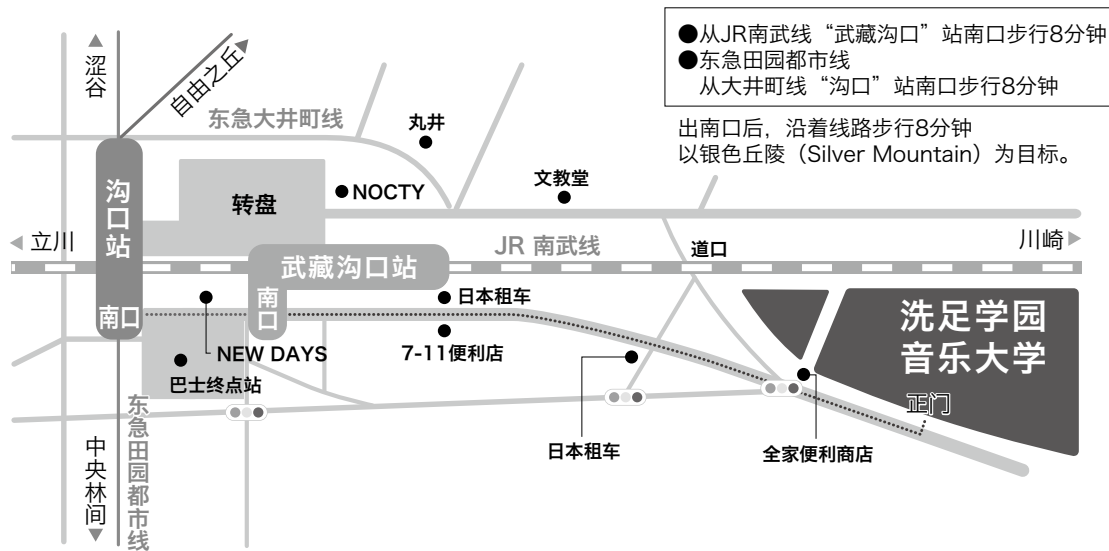 ●从JR南武线“武藏沟口”站南口步行8分钟
●东急田园都市线
从大井町线“沟口”站南口步行8分钟
出南口后，沿着线路步行8分钟
以银色丘陵（Silver Mountain）为目标。
涩谷
自由之丘
东急大井町线
丸井
沟口站
转盘
NOCTY
文教堂
立川
JR 南武线
道口
川崎
武藏沟口站
南口
南口
日本租车
洗足学园
音乐大学
NEW DAYS
7-11便利店
巴士终点站
正门
东急田园都市线
日本租车
全家便利商店
中央林间